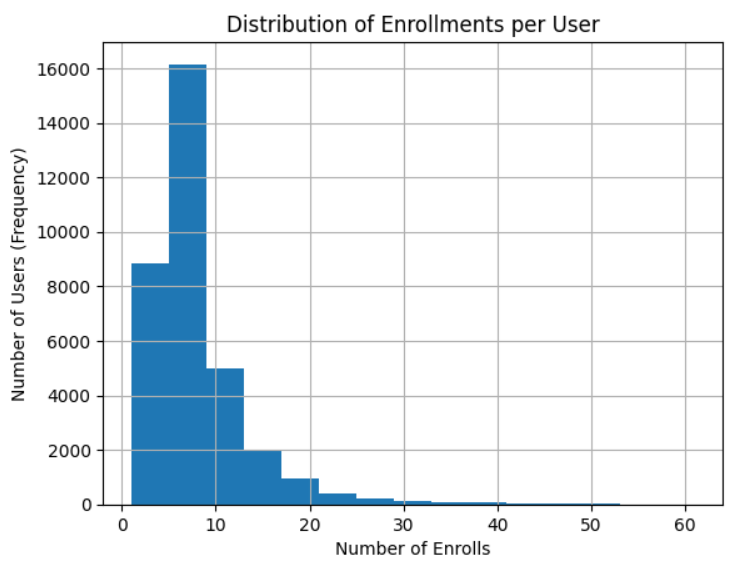 Distribution of Enrollments per User
Number of Users (Frequency)
16000
14000
12000
10000
8000
6000
4000
2000
0
0 10 20 30 40 50 60
Number of Enrolls